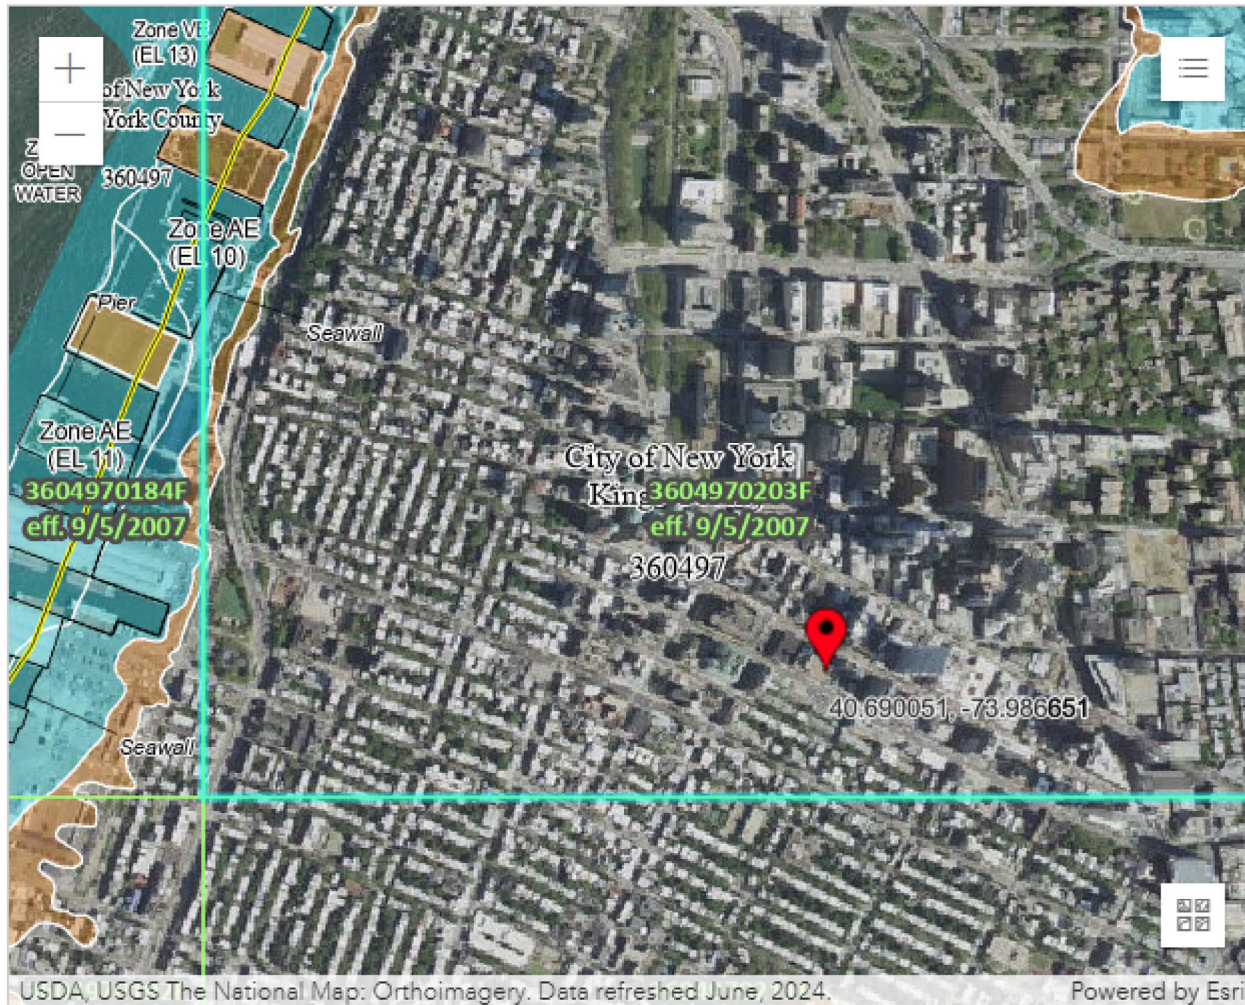 Zone VE
(EL 13)
of New York
York County
OPEN
WATER
360497
Zone AE
(EL 10)
Pier
Seawall
Zone AE
(EL 11)
3604970184F
eff. 9/5/2007
City of New York
King
3604970203F
eff. 9/5/2007
360497
40.690051, -73.986651
Seawall
USDA, USGS The National Map: Orthoimagery. Data refreshed June, 2024.
Powered by Esri